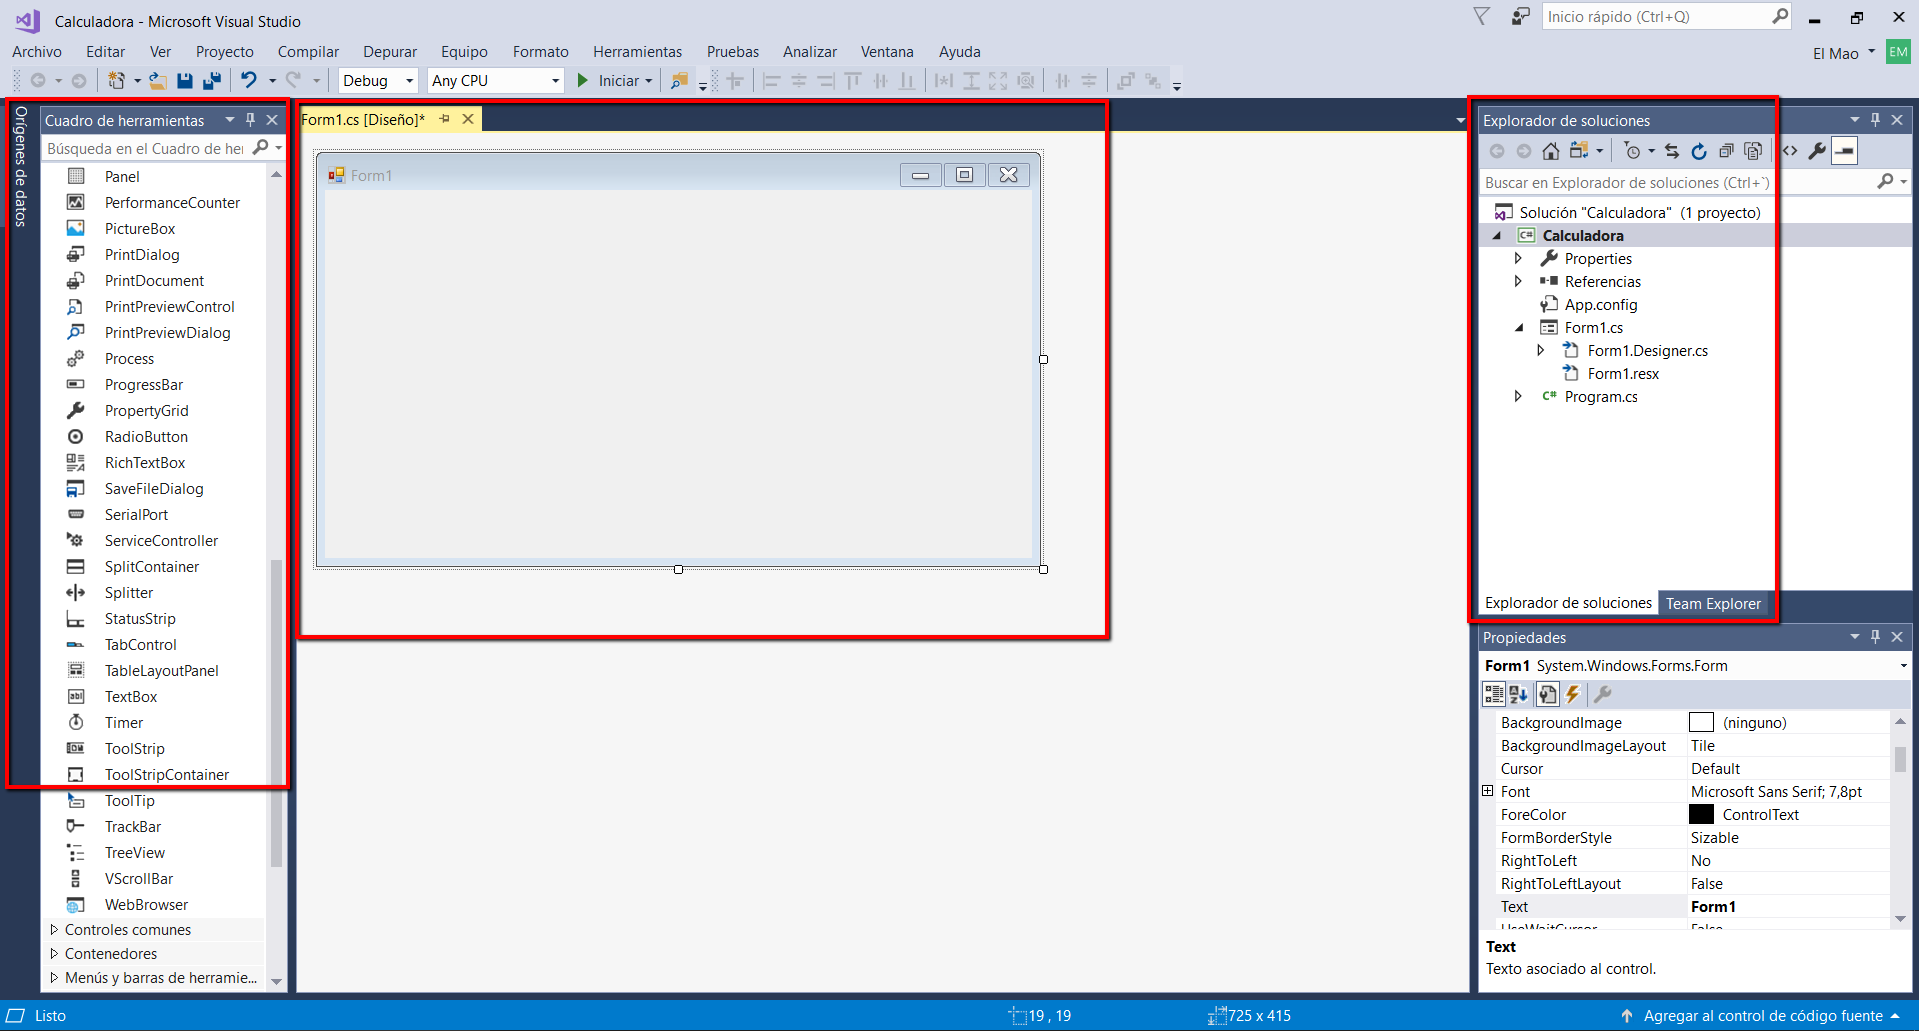 Calculadora - Microsoft Visual Studio
Inicio rápido (Ctrl+Q)
Archivo Editar Ver Proyecto Compilar Depurar Equipo Formato Herramientas Pruebas Analizar Ventana Ayuda
El Mao EM
Debug Any CPU Iniciar
Orígenes de datos
Cuadro de herramientas
Búsqueda en el Cuadro de her
Panel
PerformanceCounter
PictureBox
PrintDialog
PrintDocument
PrintPreviewControl
PrintPreviewDialog
Process
ProgressBar
PropertyGrid
RadioButton
RichTextBox
SaveFileDialog
SerialPort
ServiceController
SplitContainer
Splitter
StatusStrip
TabControl
TableLayoutPanel
TextBox
Timer
ToolStrip
ToolStripContainer
ToolTip
TrackBar
TreeView
VScrollBar
WebBrowser
Controles comunes
Contenedores
Menús y barras de herramie...
Form1.cs [Diseño]*
Form1
Explorador de soluciones
Buscar en Explorador de soluciones (Ctrl+`)
Solución "Calculadora" (1 proyecto)
C# Calculadora
Properties
Referencias
App.config
Form1.cs
Form1.Designer.cs
Form1.resx
C# Program.cs
Explorador de soluciones Team Explorer
Propiedades
Form1 System.Windows.Forms.Form
BackgroundImage (ninguno)
BackgroundImageLayout Tile
Cursor Default
Font Microsoft Sans Serif; 7,8pt
ForeColor ControlText
FormBorderStyle Sizable
RightToLeft No
RightToLeftLayout False
Text Form1
UseWaitCursor False
Text
Texto asociado al control.
Listo
19 , 19
725 x 415
Agregar al control de código fuente